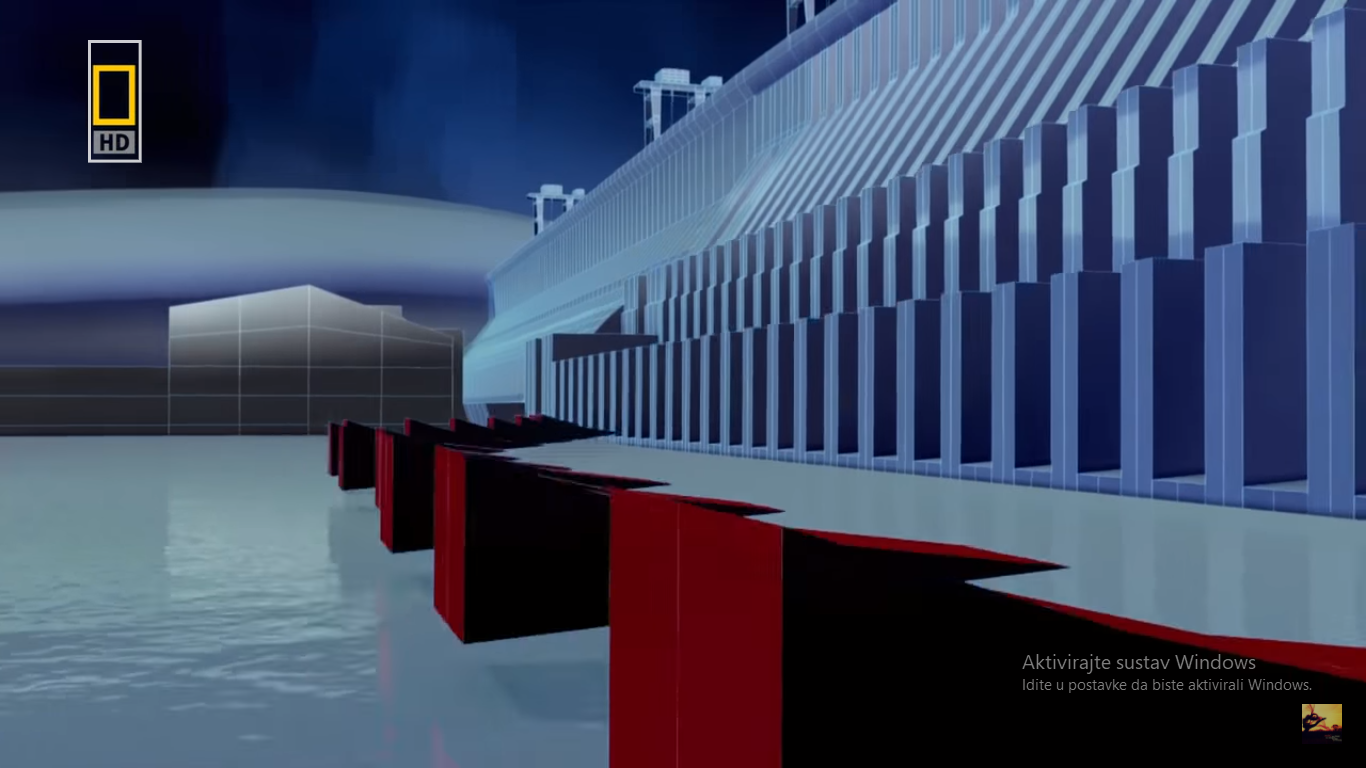 HD
Aktivirajte sustav Windows
Idite u postavke da biste aktivirali Windows.